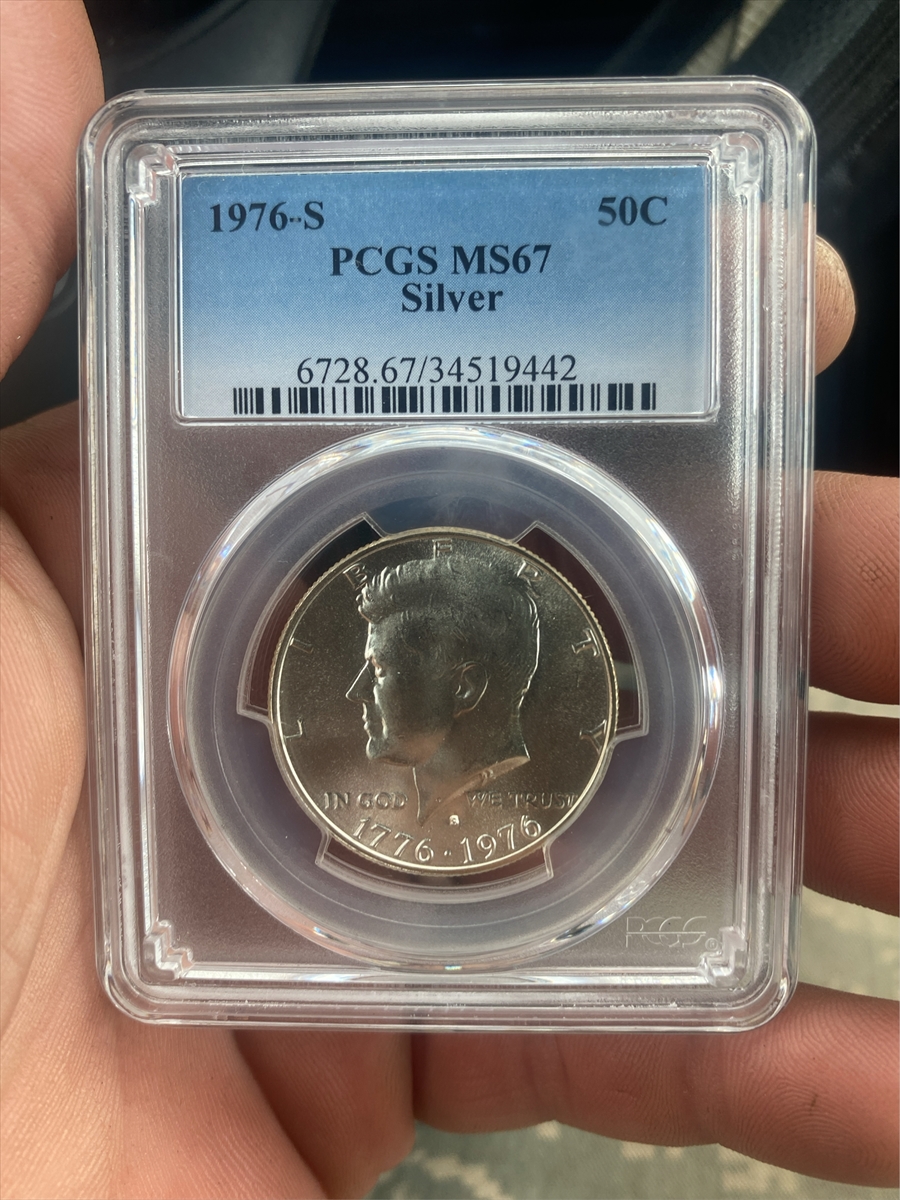 1976-S 50C
PCGS MS67
Silver
6728.67/34519442
LIBERTY
IN GOD WE TRUST
S
1776·1976
PCGS